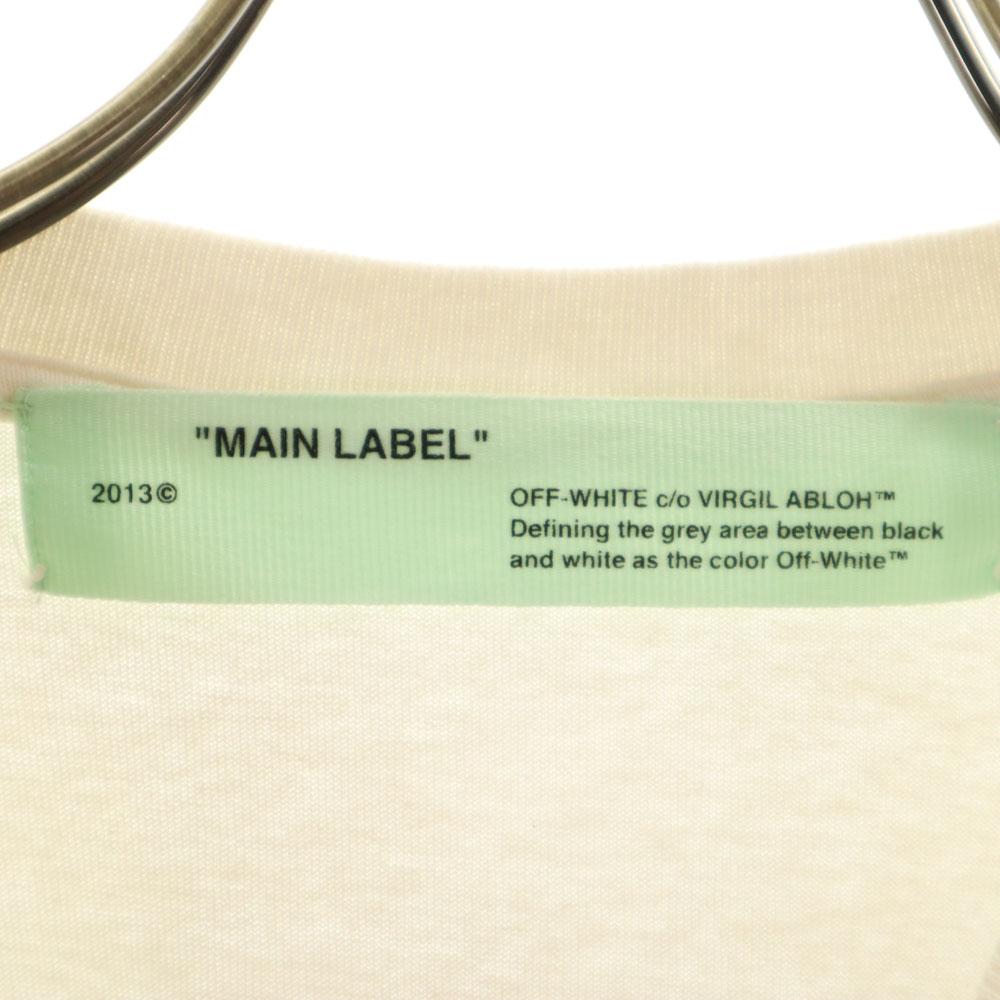 "MAIN LABEL"
2013©
OFF-WHITE c/o VIRGIL ABLOH™
Defining the grey area between black
and white as the color Off-White™